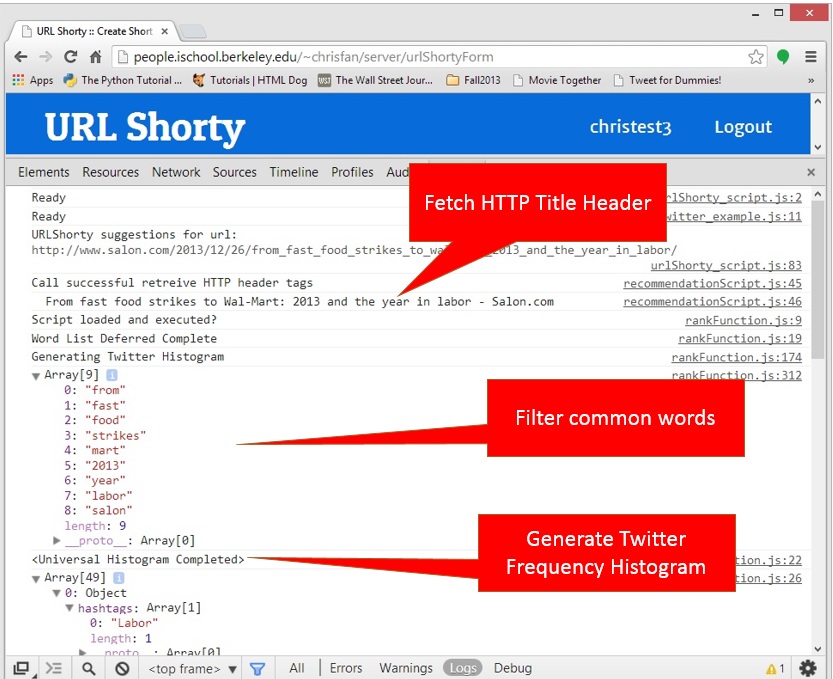 URL Shorty :: Create Short
people.ischool.berkeley.edu/~chrisfan/server/urlShortyForm
Apps The Python Tutorial ... Tutorials | HTML Dog WSJ The Wall Street Jour... Fall2013 Movie Together Tweet for Dummies! »
URL Shorty christest3 Logout
Elements Resources Network Sources Timeline Profiles Aud
Fetch HTTP Title Header
Ready rlShorty_script.js:2
Ready witter_example.js:11
URLShorty suggestions for url:
http://www.salon.com/2013/12/26/from_fast_food_strikes_to_wal 2013_and_the_year_in_labor/
urlShorty_script.js:83
Call successful retreive HTTP header tags recommendationScript.js:45
From fast food strikes to Wal-Mart: 2013 and the year in labor - Salon.com recommendationScript.js:46
Script loaded and executed? rankFunction.js:9
Word List Deferred Complete rankFunction.js:19
Generating Twitter Histogram rankFunction.js:174
Array[9] i rankFunction.js:312
0: "from"
1: "fast"
2: "food"
Filter common words
3: "strikes"
4: "mart"
5: "2013"
6: "year"
7: "labor"
8: "salon"
length: 9
__proto__: Array[0]
Generate Twitter
Frequency Histogram
<Universal Histogram Completed> tion.js:22
Array[49] i tion.js:26
0: Object
hashtags: Array[1]
0: "Labor"
length: 1
__proto__: Array[0]
<top frame> All Errors Warnings Logs Debug 1